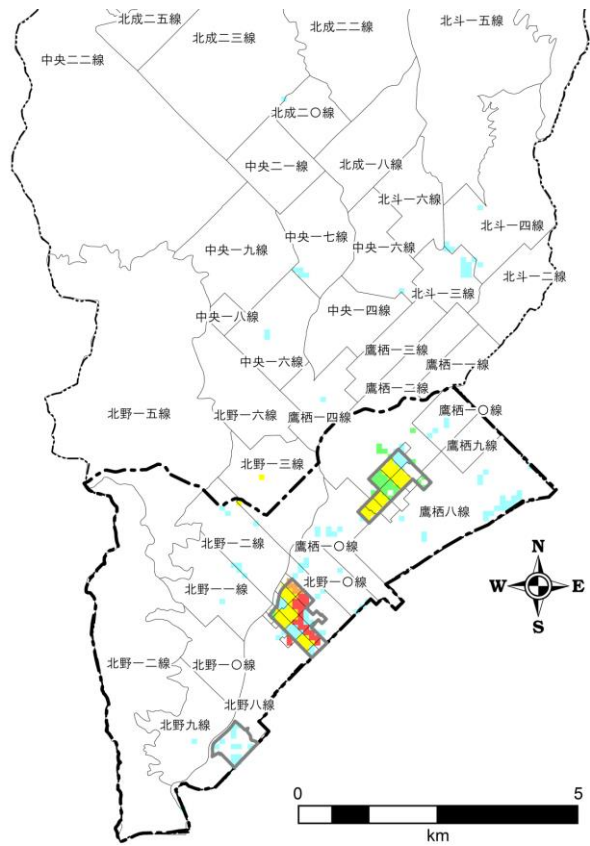 北成二五線
北成二三線
北成二二線
北斗一五線
中央二二線
北成二〇線
中央二一線
北成一八線
北斗一六線
北斗一四線
中央一九線
中央一七線
中央一六線
北斗一三線
北斗一二線
中央一八線
中央一四線
中央一六線
鷹栖一三線
鷹栖一一線
鷹栖一二線
北野一五線
北野一六線
鷹栖一四線
鷹栖一〇線
鷹栖九線
北野一三線
鷹栖八線
北野一二線
鷹栖一〇線
北野一一線
北野一〇線
北野一二線
北野一〇線
北野八線
北野九線
N
W
E
S
0
5
km